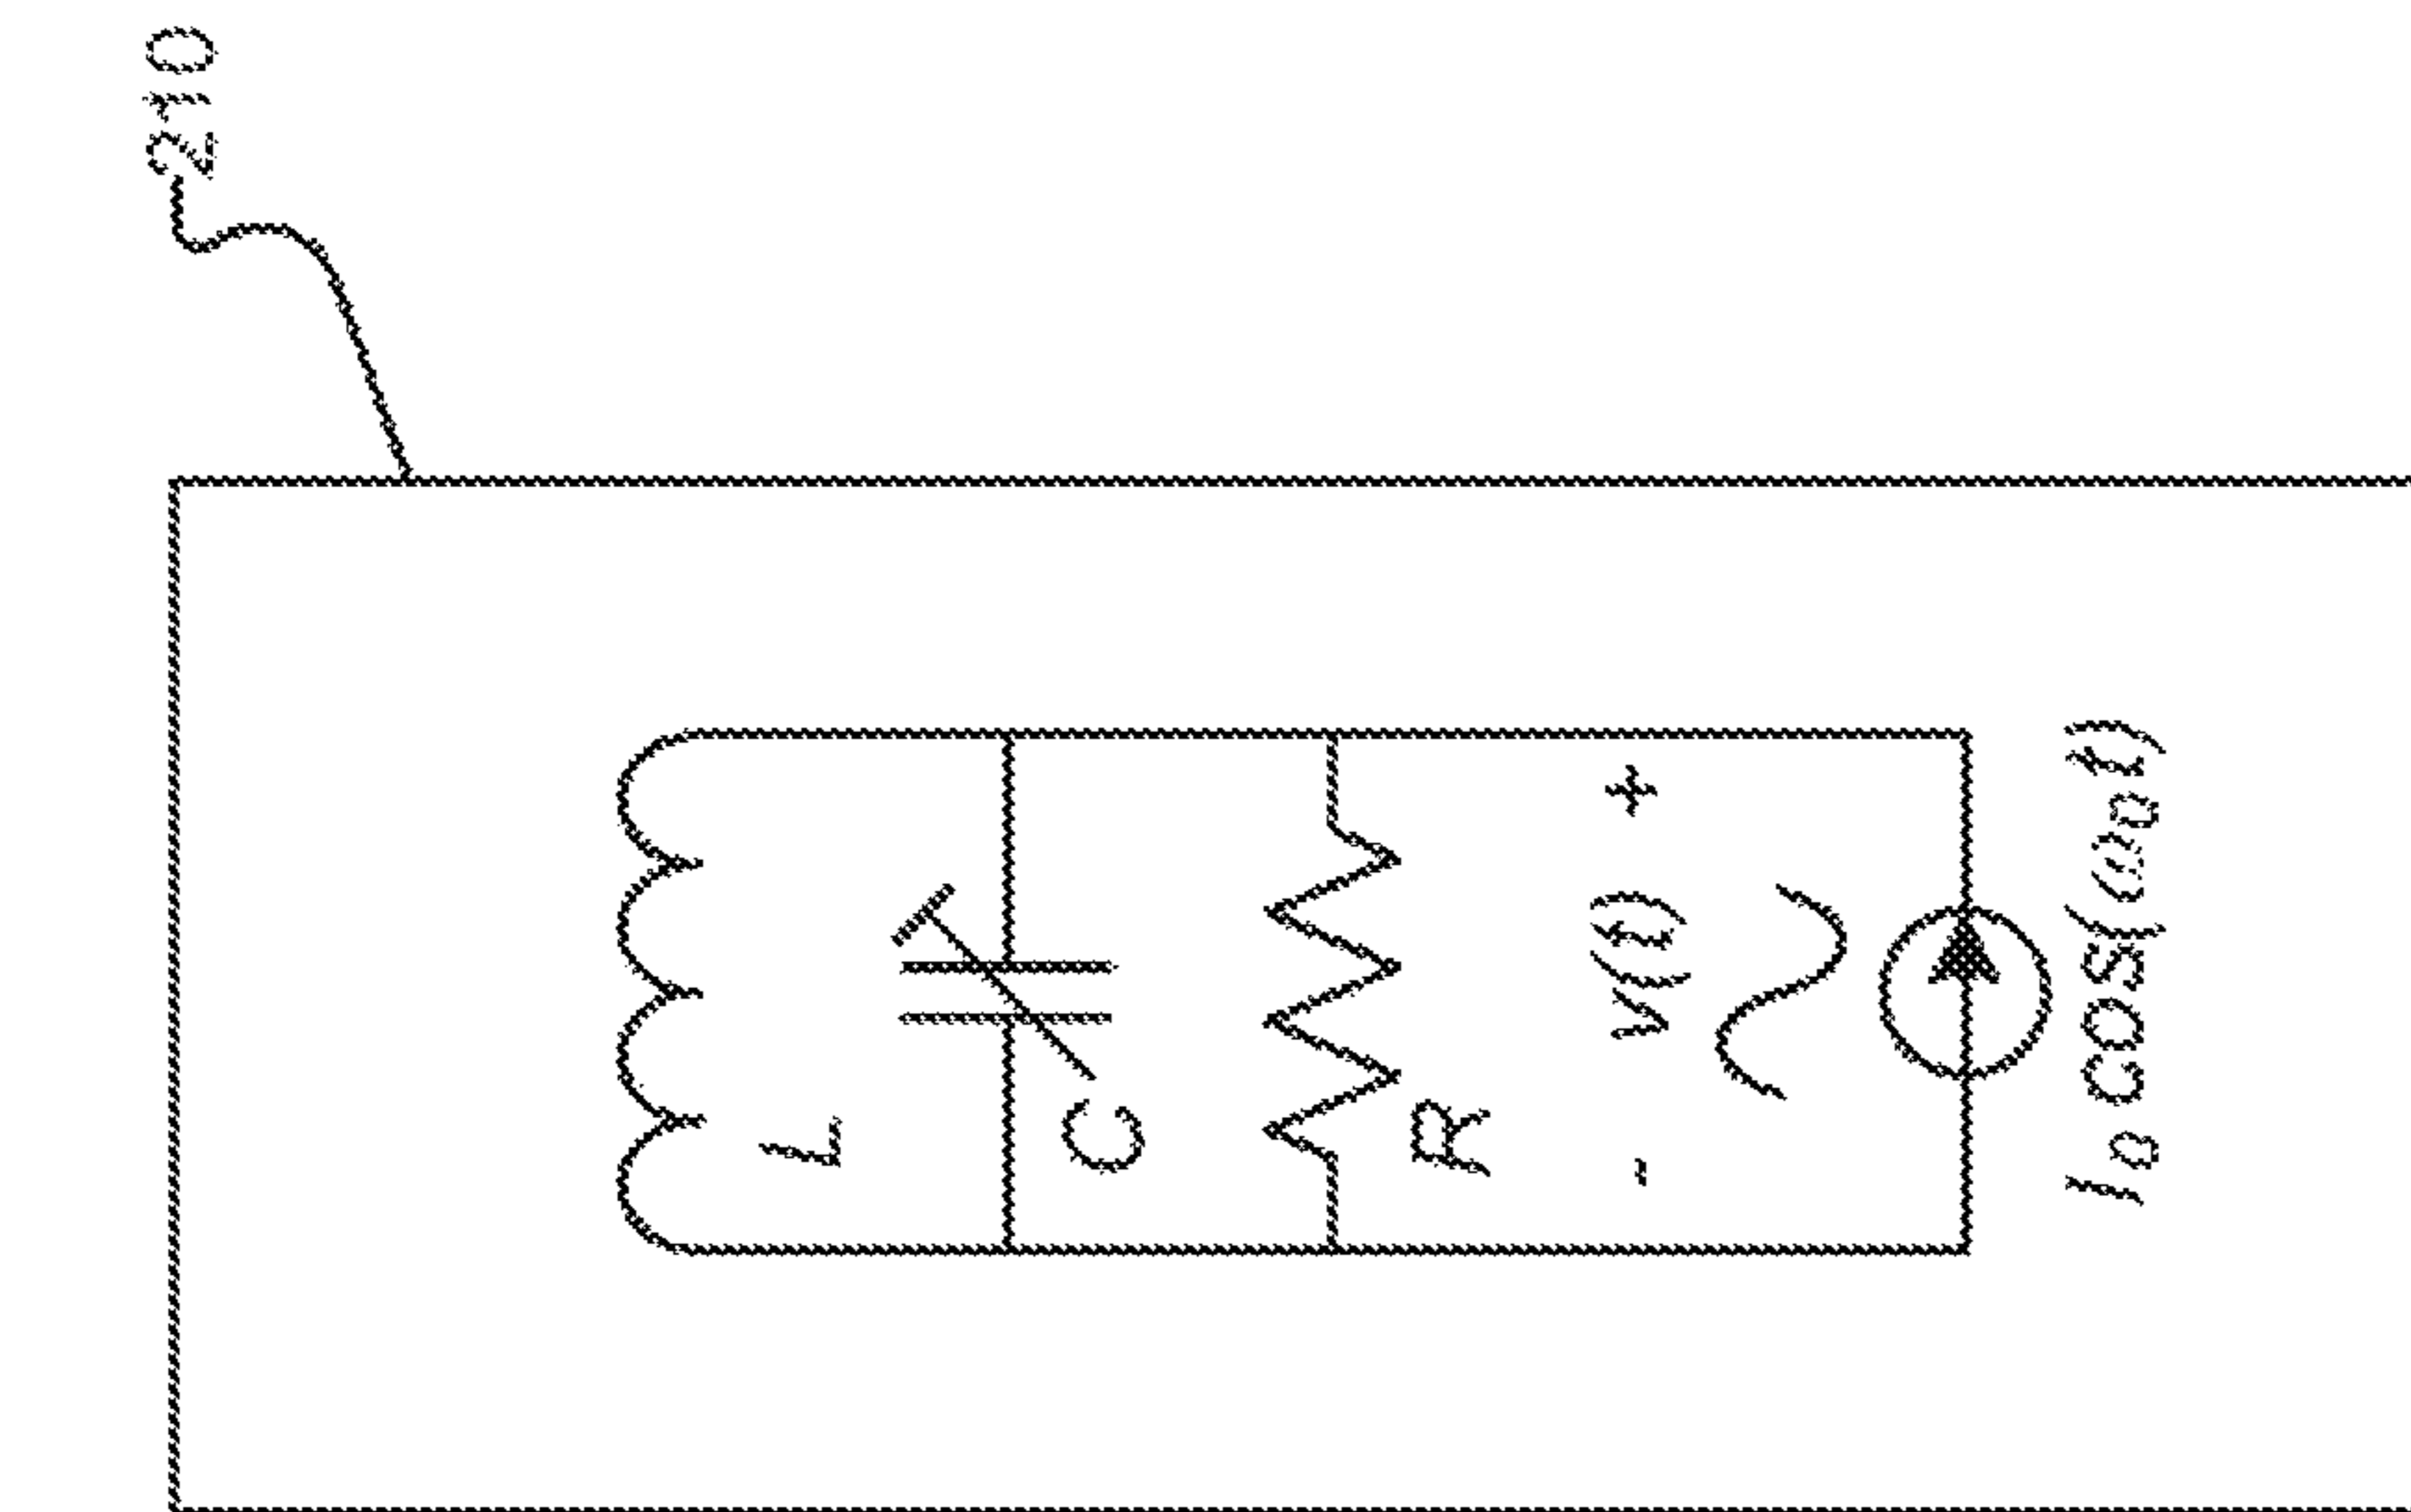 210
L
C
R
+
v(t)
-
I₀ cos(ω₀t)